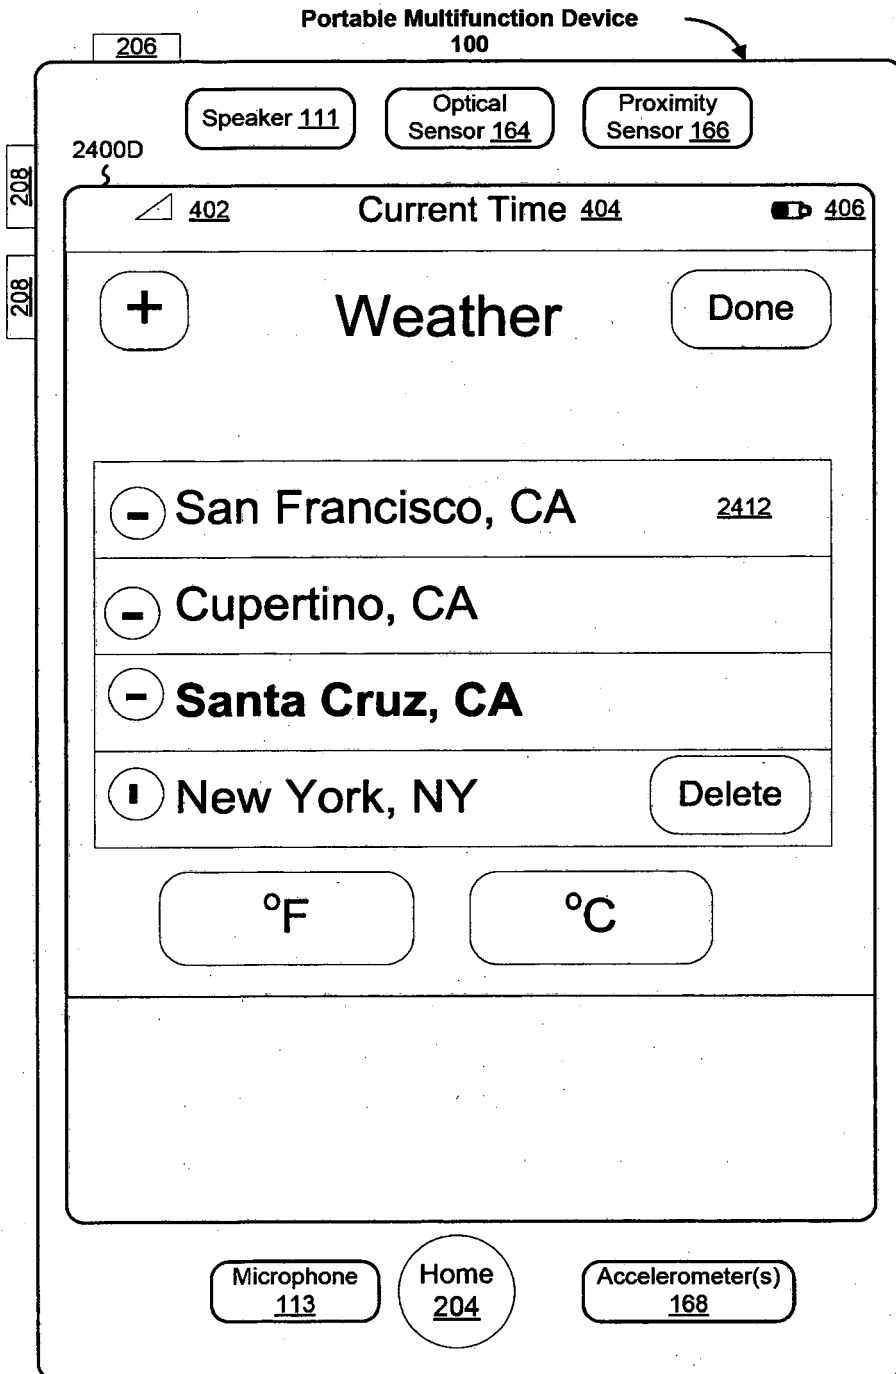 Portable Multifunction Device
100
206
Speaker 111
Optical
Sensor 164
Proximity
Sensor 166
2400D
208
402
Current Time 404
406
208
+
Weather
Done
- San Francisco, CA
2412
- Cupertino, CA
- Santa Cruz, CA
New York, NY
Delete
°F
°C
Microphone
113
Home
204
Accelerometer(s)
168